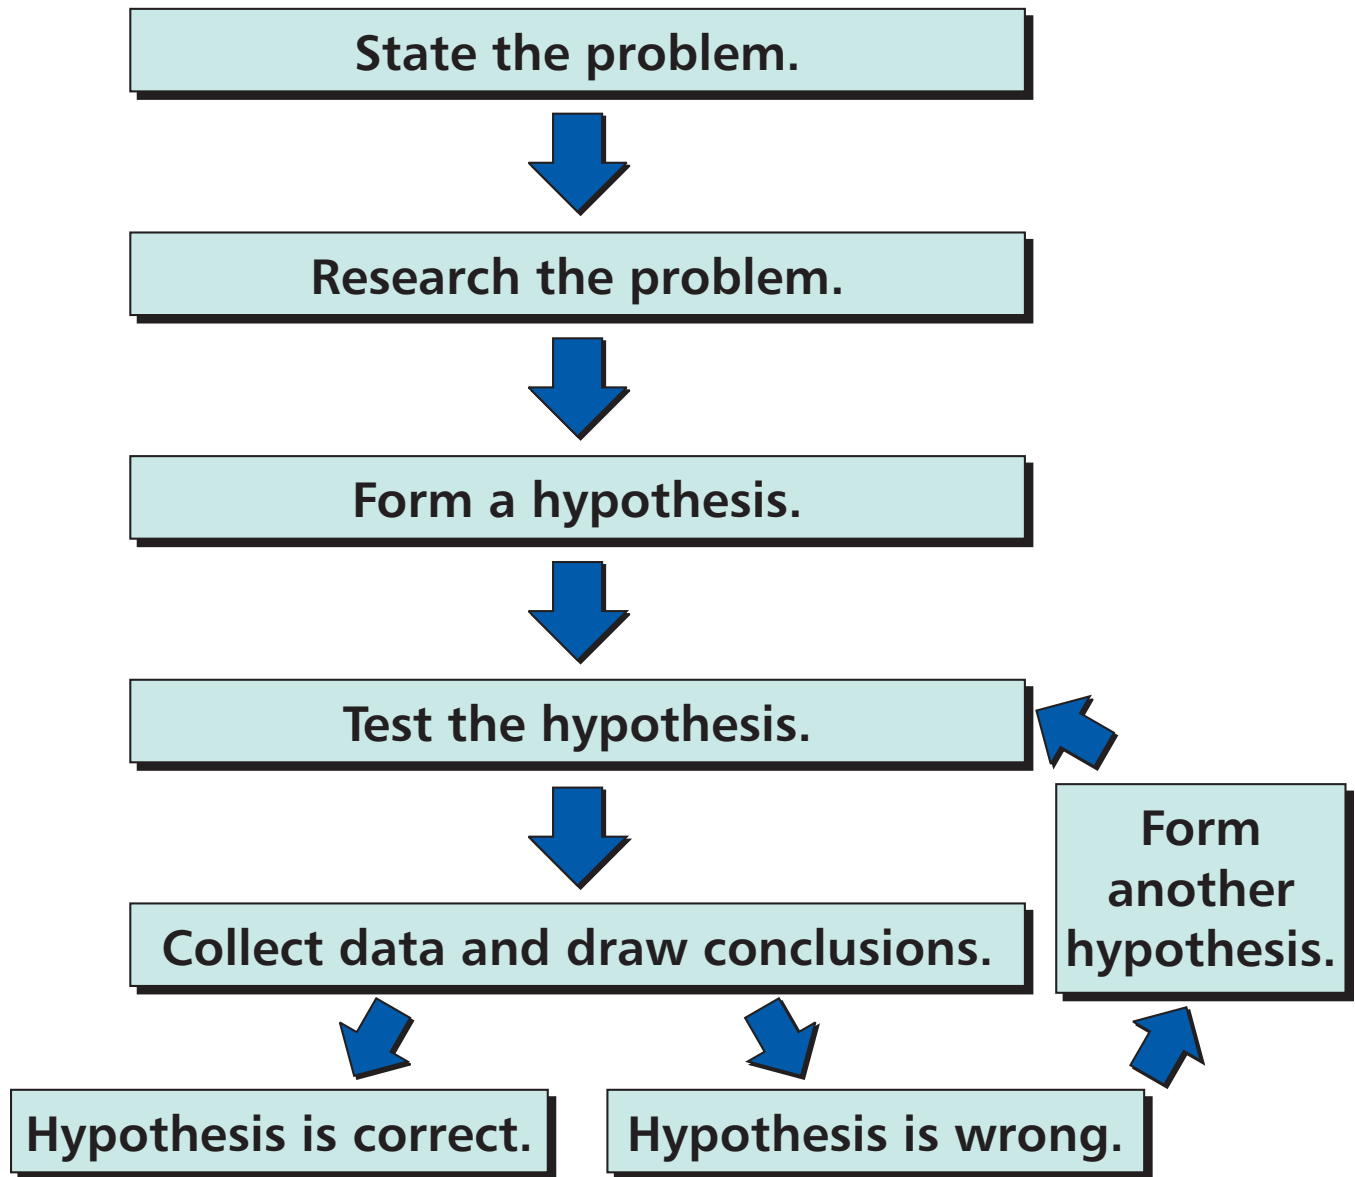 State the problem.
Research the problem.
Form a hypothesis.
Test the hypothesis.
Collect data and draw conclusions.
Hypothesis is correct.
Hypothesis is wrong.
Form
another
hypothesis.